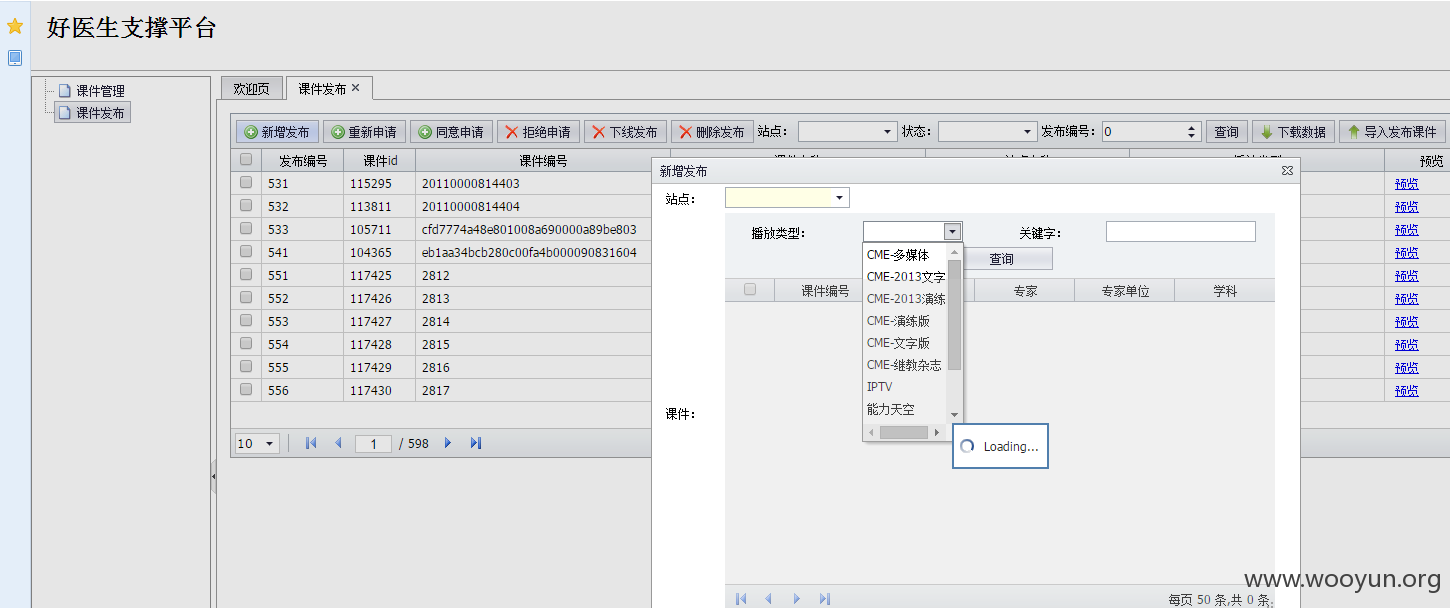 好医生支撑平台
课件管理
课件发布
欢迎页 课件发布
新增发布 重新申请 同意申请 拒绝申请 下线发布 删除发布 站点： 状态： 发布编号： 0 查询 下载数据 导入发布课件
发布编号 课件id 课件编号 预览
531 115295 20110000814403 预览
532 113811 20110000814404 预览
533 105711 cfd7774a48e801008a690000a89be803 预览
541 104365 eb1aa34bcb280c00fa4b000090831604 预览
551 117425 2812 预览
552 117426 2813 预览
553 117427 2814 预览
554 117428 2815 预览
555 117429 2816 预览
556 117430 2817 预览
10 1 / 598
新增发布
站点：
播放类型： 关键字：
查询
CME-多媒体
CME-2013文字
CME-2013演练
CME-演练版
CME-文字版
CME-继教杂志
IPTV
能力天空
课件编号 专家 专家单位 学科
课件：
Loading...
每页 50 条,共 0 条
www.wooyun.org